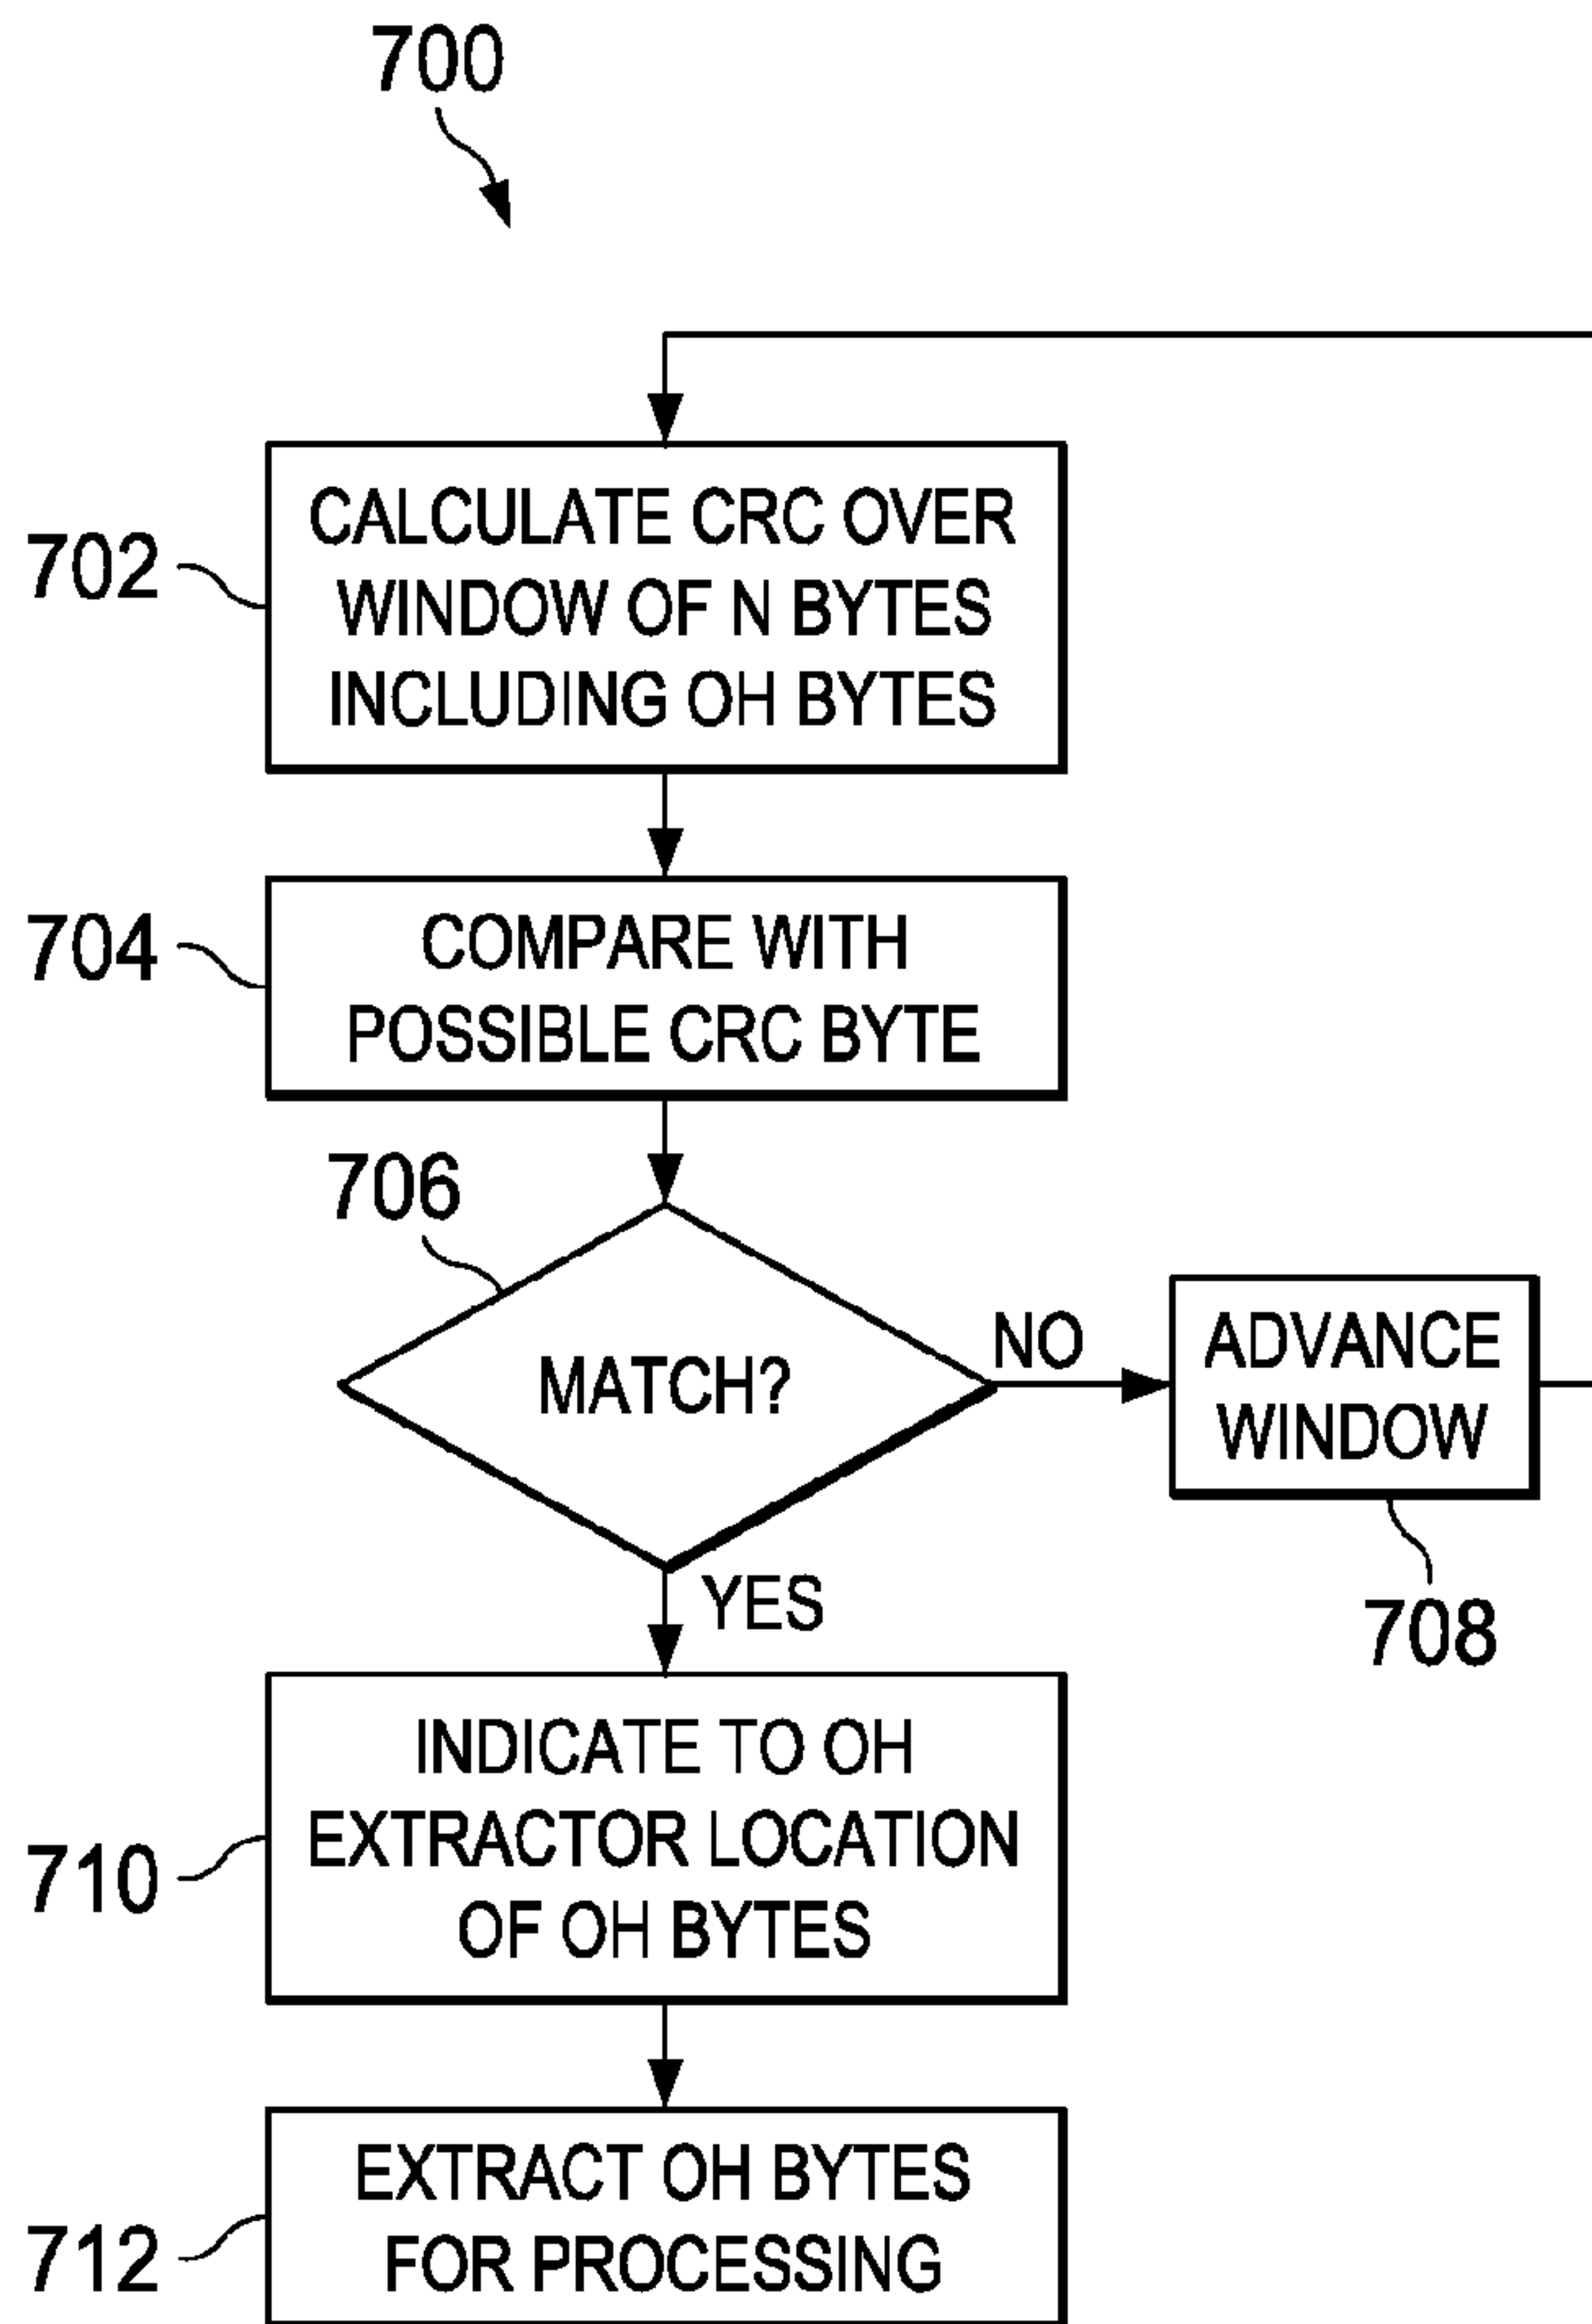 700
702
CALCULATE CRC OVER
WINDOW OF N BYTES
INCLUDING OH BYTES
704
COMPARE WITH
POSSIBLE CRC BYTE
706
MATCH?
NO
ADVANCE
WINDOW
708
YES
710
INDICATE TO OH
EXTRACTOR LOCATION
OF OH BYTES
712
EXTRACT OH BYTES
FOR PROCESSING